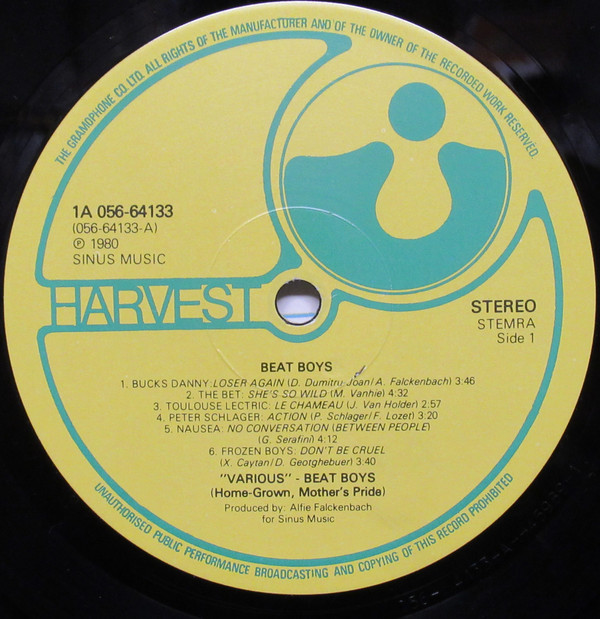 THE GRAMOPHONE CO. LTD. ALL RIGHTS OF THE MANUFACTURER AND OF THE OWNER OF THE RECORDED WORK RESERVED.
1A 056-64133
(056-64133-A)
℗ 1980
SINUS MUSIC
HARVEST
STEREO
STEMRA
Side 1
BEAT BOYS
1. BUCKS DANNY: LOSER AGAIN (D. Dumitru, Joan/A. Falckenbach) 3:46
2. THE BET: SHE'S SO WILD (M. Vanhie) 4:32
3. TOULOUSE LECTRIC: LE CHAMEAU (J. Van Holder) 2:57
4. PETER SCHLAGER: ACTION (P. Schlager/F. Lozet) 3:20
5. NAUSEA: NO CONVERSATION (BETWEEN PEOPLE)
(G. Serafini) 4:12
6. FROZEN BOYS: DON'T BE CRUEL
(X. Caytan/D. Georghebuer) 3:40
"VARIOUS" - BEAT BOYS
(Home-Grown, Mother's Pride)
Produced by: Alfie Falckenbach
for Sinus Music
UNAUTHORISED PUBLIC PERFORMANCE BROADCASTING AND COPYING OF THIS RECORD PROHIBITED